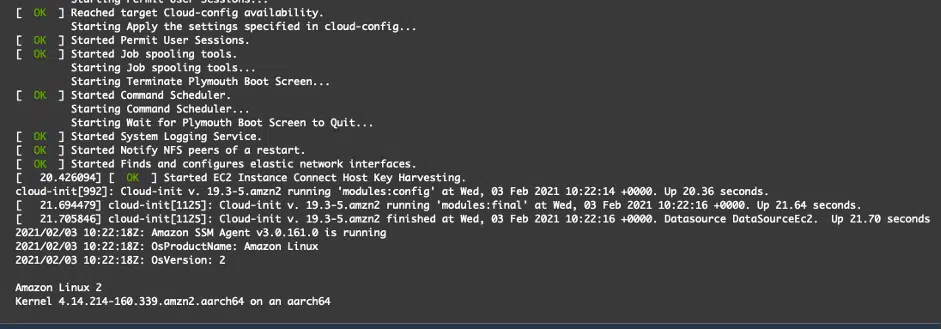 Starting Permit User Sessions...
[  OK  ] Reached target Cloud-config availability.
Starting Apply the settings specified in cloud-config...
[  OK  ] Started Permit User Sessions.
[  OK  ] Started Job spooling tools.
Starting Job spooling tools...
Starting Terminate Plymouth Boot Screen...
[  OK  ] Started Command Scheduler.
Starting Command Scheduler...
Starting Wait for Plymouth Boot Screen to Quit...
[  OK  ] Started System Logging Service.
[  OK  ] Started Notify NFS peers of a restart.
[  OK  ] Started Finds and configures elastic network interfaces.
[   20.426094] [  OK  ] Started EC2 Instance Connect Host Key Harvesting.
cloud-init[992]: Cloud-init v. 19.3-5.amzn2 running 'modules:config' at Wed, 03 Feb 2021 10:22:14 +0000. Up 20.36 seconds.
[   21.694479] cloud-init[1125]: Cloud-init v. 19.3-5.amzn2 running 'modules:final' at Wed, 03 Feb 2021 10:22:16 +0000. Up 21.64 seconds.
[   21.705846] cloud-init[1125]: Cloud-init v. 19.3-5.amzn2 finished at Wed, 03 Feb 2021 10:22:16 +0000. Datasource DataSourceEc2.  Up 21.70 seconds
2021/02/03 10:22:18Z: Amazon SSM Agent v3.0.161.0 is running
2021/02/03 10:22:18Z: OsProductName: Amazon Linux
2021/02/03 10:22:18Z: OsVersion: 2
Amazon Linux 2
Kernel 4.14.214-160.339.amzn2.aarch64 on an aarch64